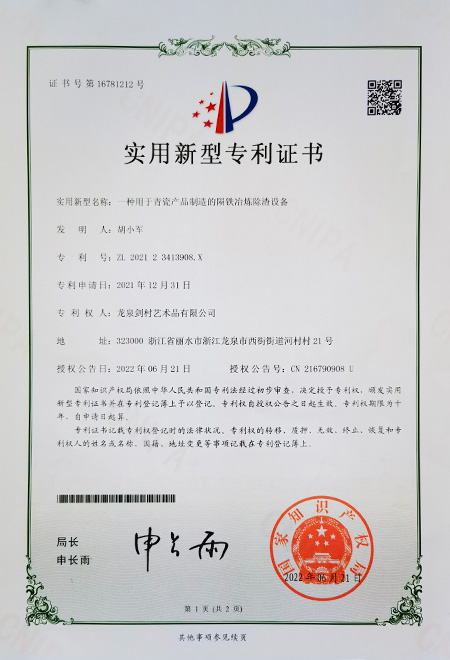 证书号第16781212号
实用新型专利证书
实用新型名称：一种用于青瓷产品制造的陨铁冶炼除渣设备
发明人：胡小军
专利号：ZL 2021 2 3413908.X
专利申请日：2021年12月31日
专利权人：龙泉剑村艺术品有限公司
地址：323000 浙江省丽水市浙江龙泉市西街街道河村村21号
授权公告日：2022年06月21日 授权公告号：CN 216790908 U
国家知识产权局依照中华人民共和国专利法经过初步审查，决定授予专利权，颁发实用
新型专利证书并在专利登记簿上予以登记。专利权自授权公告之日起生效。专利权期限为十
年，自申请日起算。
专利证书记载专利权登记时的法律状况。专利权的转移、质押、无效、终止、恢复和专
利权人的姓名或名称、国籍、地址变更等事项记载在专利登记簿上。
局长
申长雨
申长雨
国家知识产权局
2022年06月21日
第1页(共2页)
其他事项参见续页